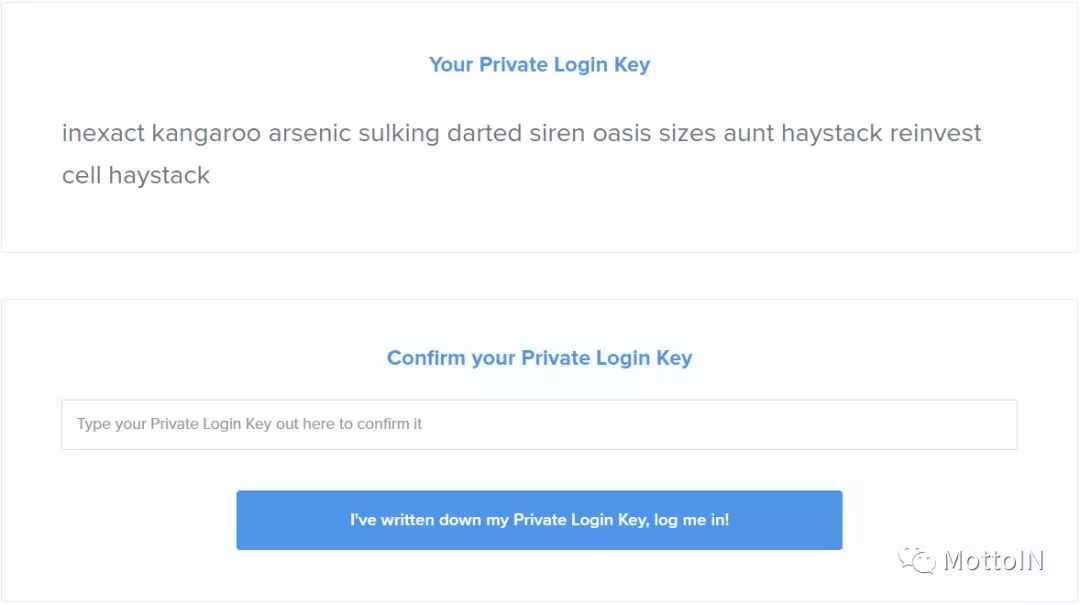 Your Private Login Key
inexact kangaroo arsenic sulking darted siren oasis sizes aunt haystack reinvest
cell haystack
Confirm your Private Login Key
Type your Private Login Key out here to confirm it
I've written down my Private Login Key, log me in!
MottoIN